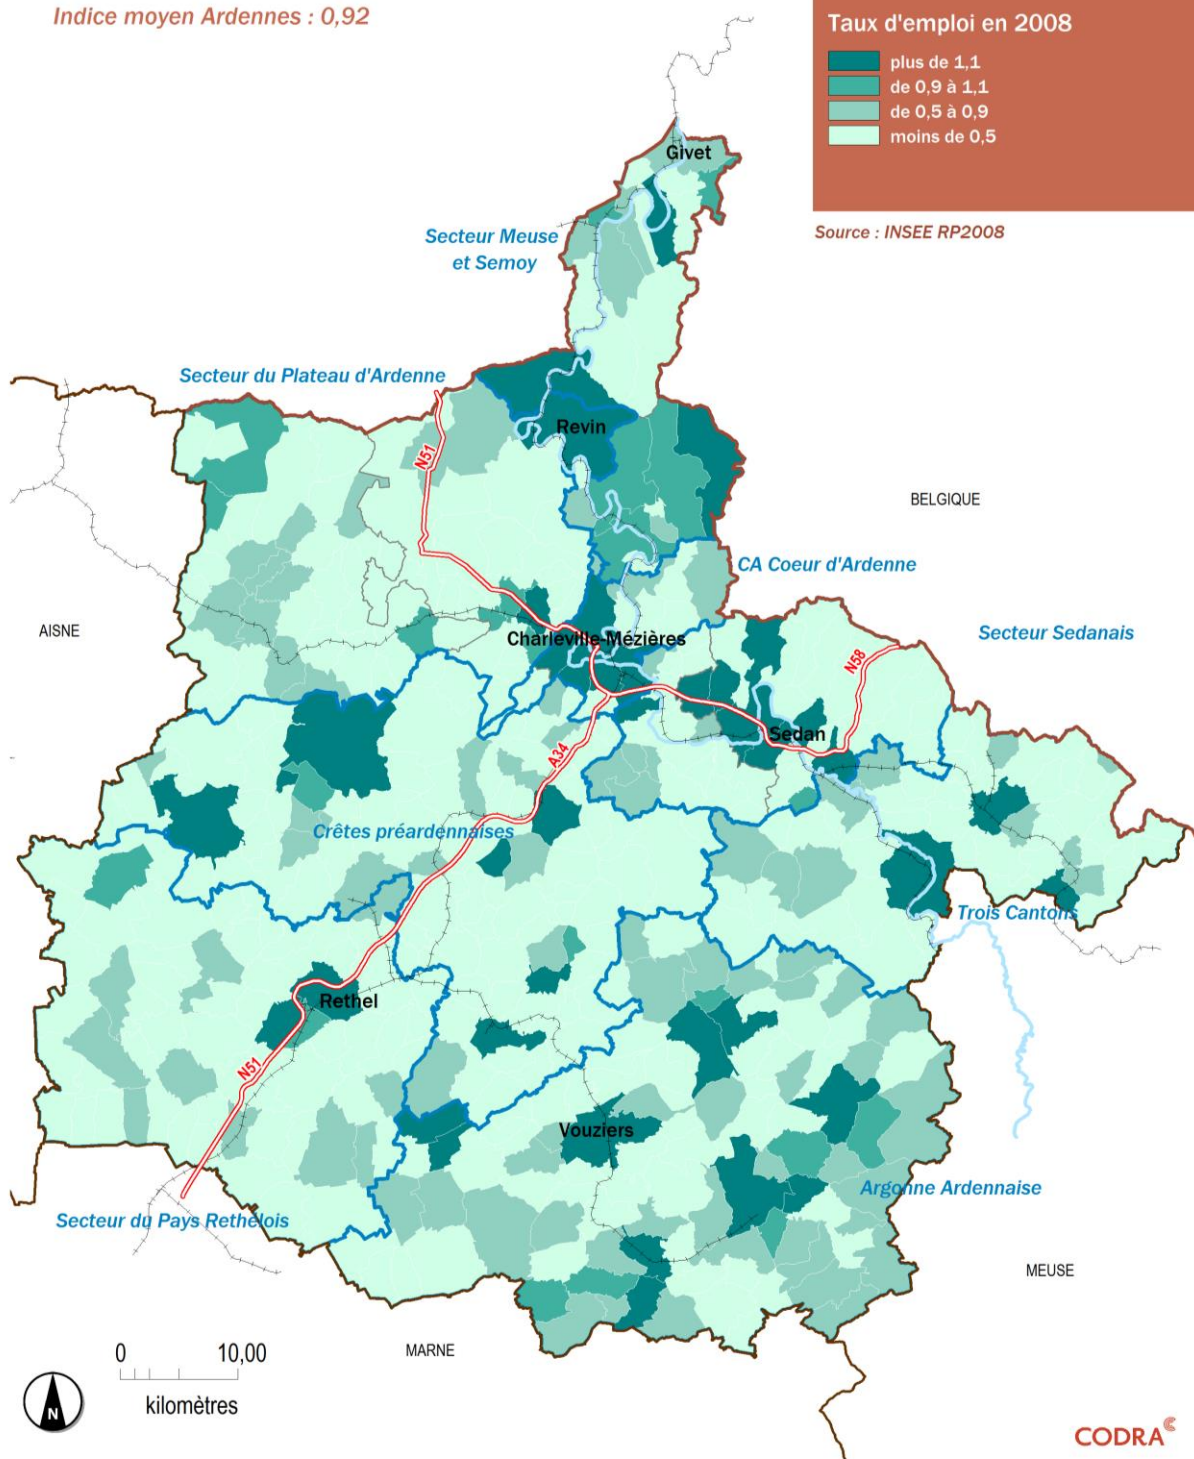 Indice moyen Ardennes : 0,92
Taux d'emploi en 2008
plus de 1,1
de 0,9 à 1,1
de 0,5 à 0,9
moins de 0,5
Source : INSEE RP2008
Givet
Secteur Meuse
et Semoy
Secteur du Plateau d'Ardenne
Revin
N51
BELGIQUE
CA Coeur d'Ardenne
AISNE
Charleville-Mézières
Secteur Sedanais
N58
Sedan
A34
Crêtes préardennaises
Trois Cantons
Rethel
N51
Vouziers
Argonne Ardennaise
Secteur du Pays Rethélois
MEUSE
MARNE
0 10,00
kilomètres
N
CODRA